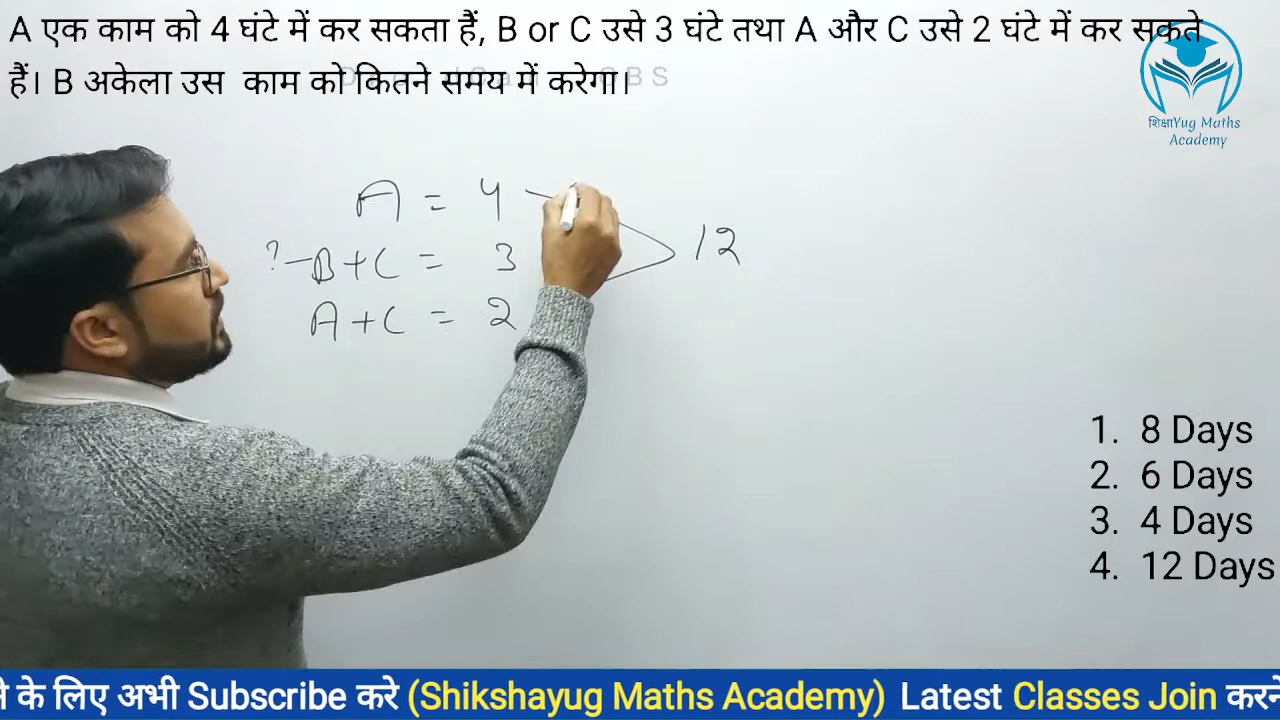 A एक काम को 4 घंटे में कर सकता हैं, B or C उसे 3 घंटे तथा A और C उसे 2 घंटे में कर सकते
हैं। B अकेला उस काम को कितने समय में करेगा।
शिक्षाYug Maths
Academy
A = 4
12
?-B+C = 3
A+C = 2
1. 8 Days
2. 6 Days
3. 4 Days
4. 12 Days
के लिए अभी Subscribe करे (Shikshayug Maths Academy) Latest Classes Join करने